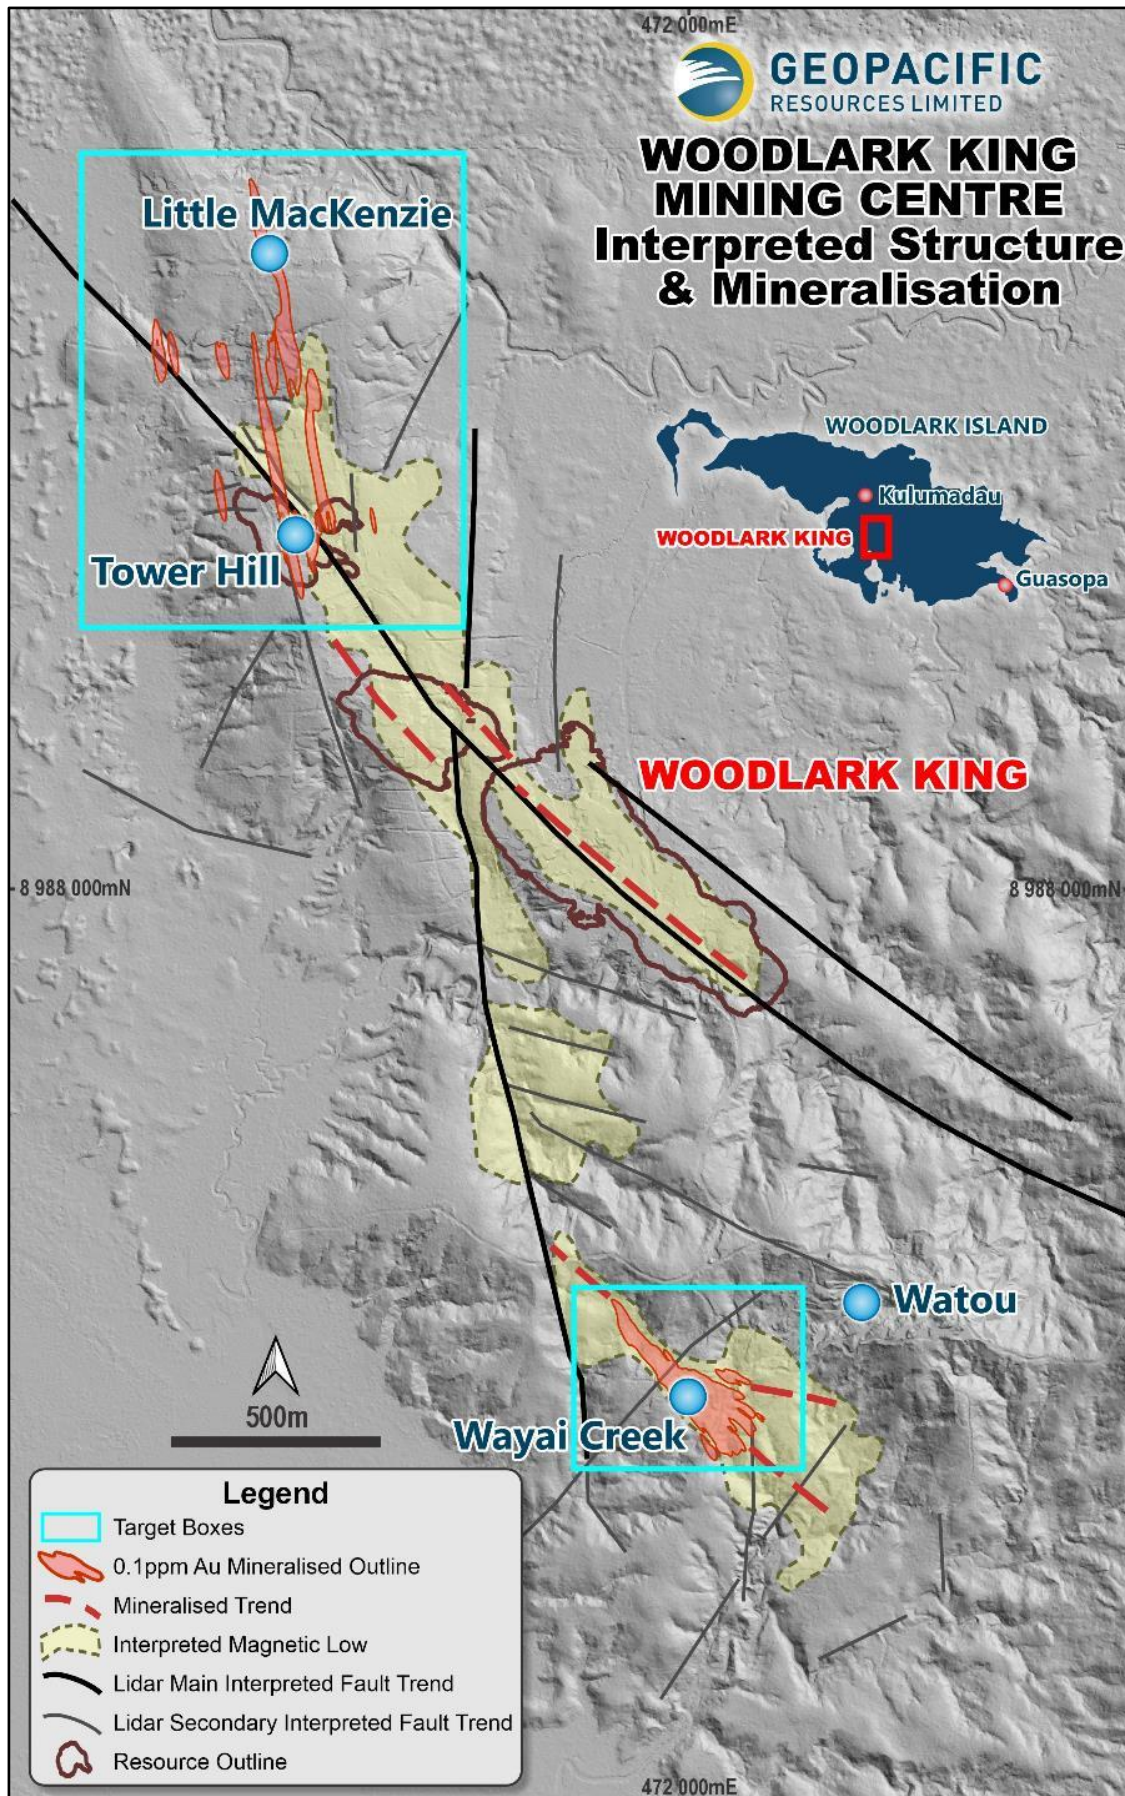 472 000mE
GEOPACIFIC
RESOURCES LIMITED
WOODLARK KING
MINING CENTRE
Interpreted Structure
& Mineralisation
Little MacKenzie
WOODLARK ISLAND
Kulumadau
WOODLARK KING
Guasopa
Tower Hill
WOODLARK KING
8 988 000mN
8 988 000mN
Watou
500m
Wayai Creek
Legend
Target Boxes
0.1ppm Au Mineralised Outline
Mineralised Trend
Interpreted Magnetic Low
Lidar Main Interpreted Fault Trend
Lidar Secondary Interpreted Fault Trend
Resource Outline
472 000mE